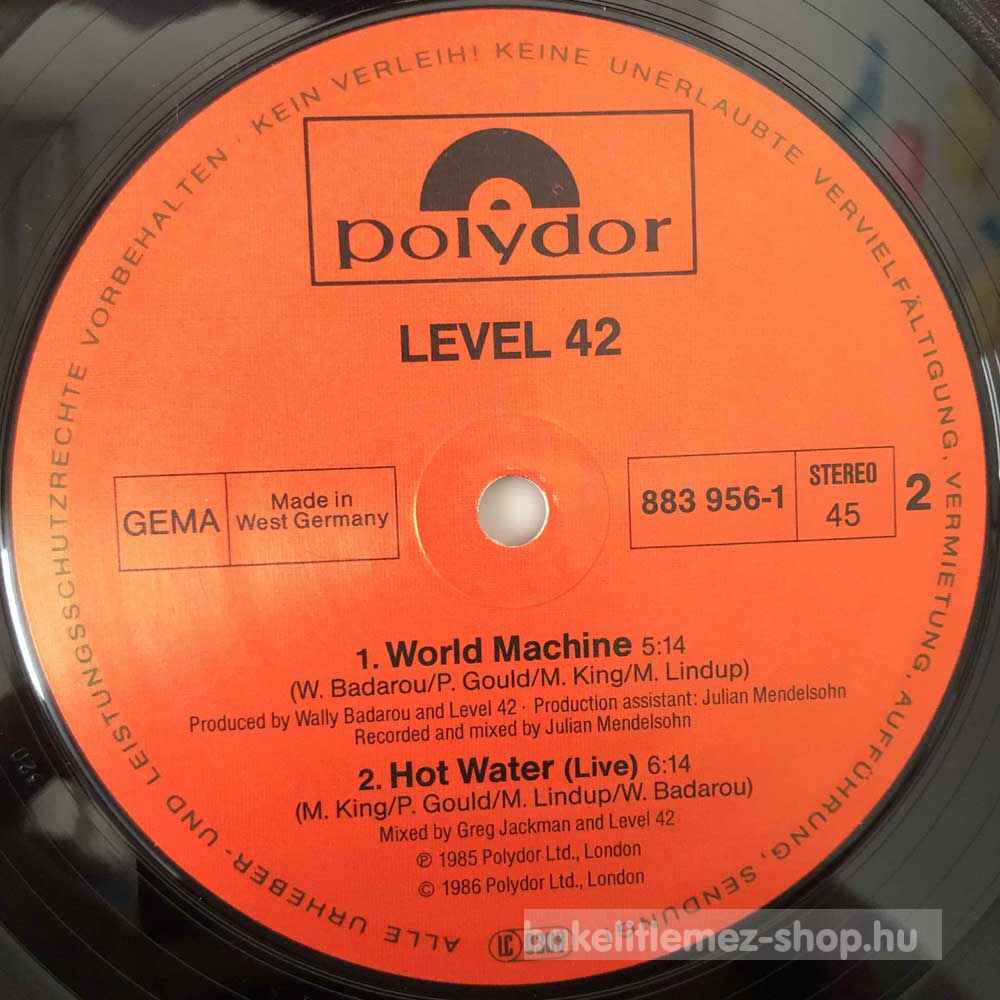 ALLE URHEBER- UND LEISTUNGSSCHUTZRECHTE VORBEHALTEN · KEIN VERLEIH! KEINE UNERLAUBTE VERVIELFÄLTIGUNG, VERMIETUNG, AUFFÜHRUNG, SENDUNG!
polydor
LEVEL 42
GEMA
Made in
West Germany
883 956-1
STEREO
45
2
1. World Machine 5:14
(W. Badarou/P. Gould/M. King/M. Lindup)
Produced by Wally Badarou and Level 42 · Production assistant: Julian Mendelsohn
Recorded and mixed by Julian Mendelsohn
2. Hot Water (Live) 6:14
(M. King/P. Gould/M. Lindup/W. Badarou)
Mixed by Greg Jackman and Level 42
℗ 1985 Polydor Ltd., London
© 1986 Polydor Ltd., London
LC
bakelitlemez-shop.hu